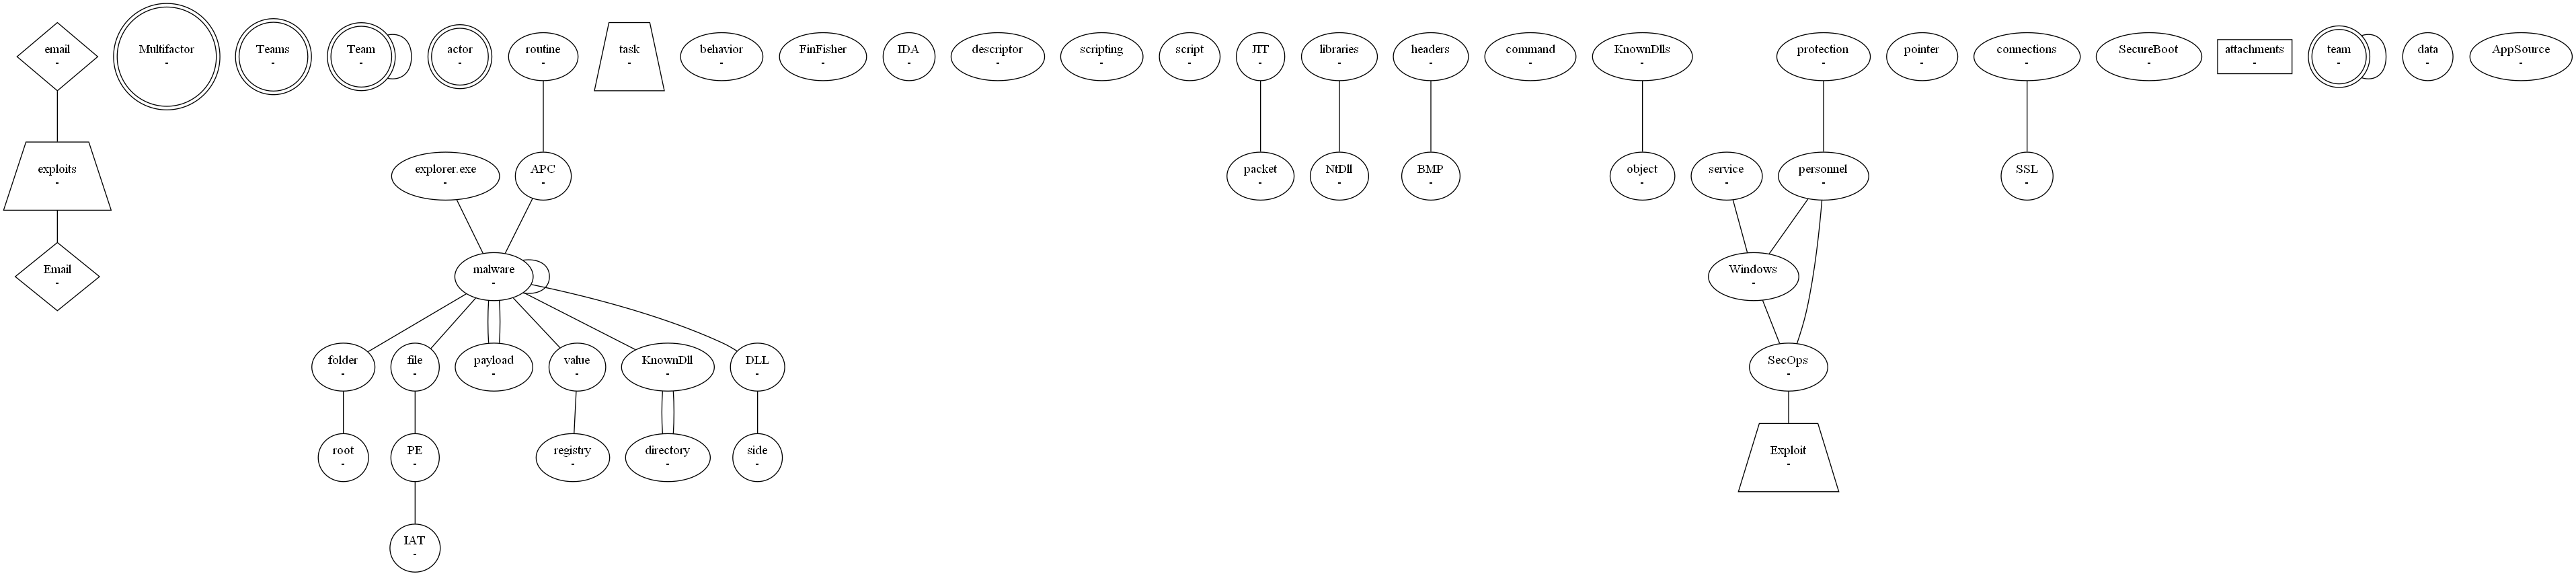 email
-
Multifactor
-
Teams
-
Team
-
actor
-
routine
-
task
-
behavior
-
FinFisher
-
IDA
-
descriptor
-
scripting
-
script
-
JIT
-
libraries
-
headers
-
command
-
KnownDlls
-
protection
-
pointer
-
connections
-
SecureBoot
-
attachments
-
team
-
data
-
AppSource
-
exploits
-
explorer.exe
-
APC
-
packet
-
NtDll
-
BMP
-
object
-
service
-
personnel
-
SSL
-
Email
-
malware
-
Windows
-
folder
-
file
-
payload
-
value
-
KnownDll
-
DLL
-
SecOps
-
root
-
PE
-
registry
-
directory
-
side
-
Exploit
-
IAT
-